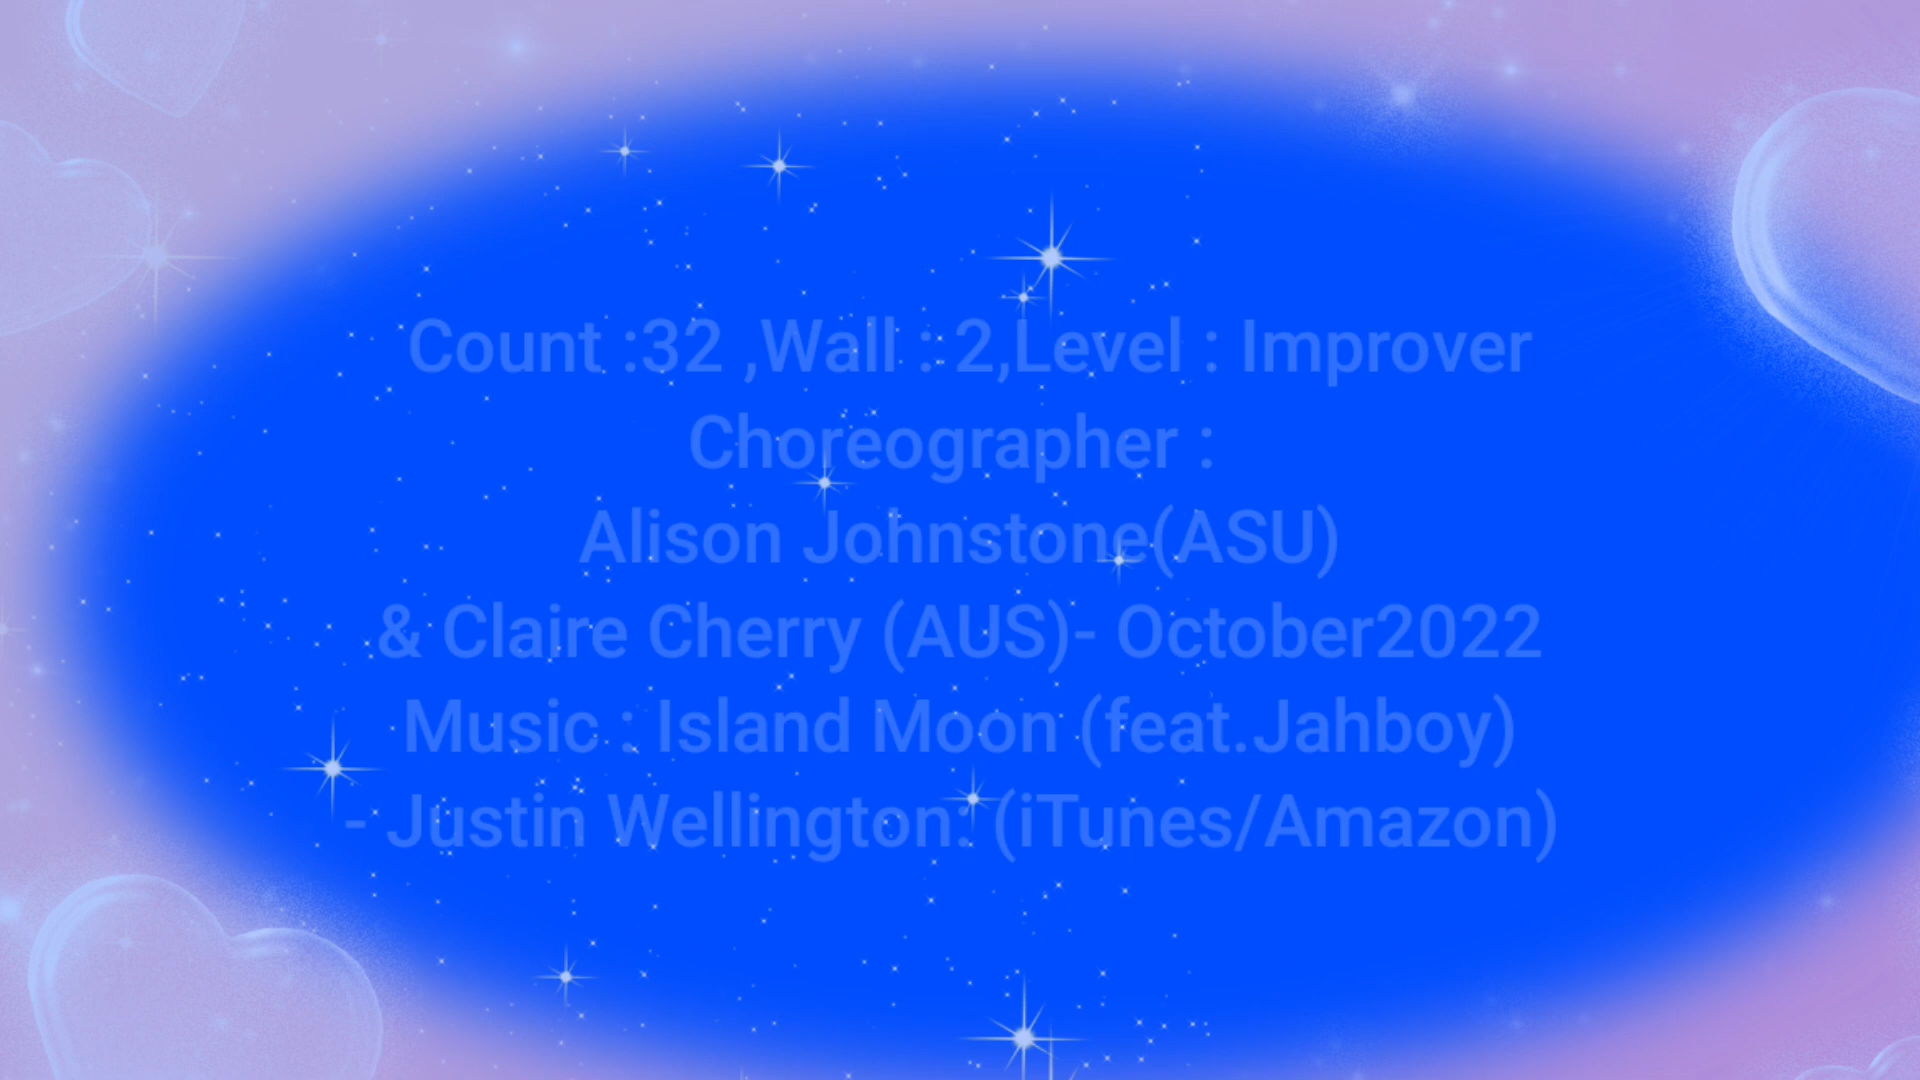 Count :32 ,Wall : 2,Level : Improver
Choreographer :
Alison Johnstone(ASU)
& Claire Cherry (AUS)- October2022
Music : Island Moon (feat.Jahboy)
- Justin Wellington: (iTunes/Amazon)